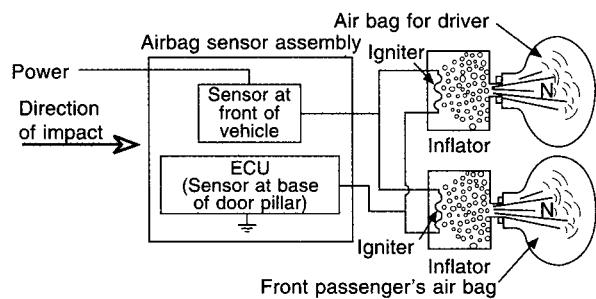 Air bag for driver
Igniter
Airbag sensor assembly
Power
Direction
of impact
Sensor at
front of
vehicle
N
Inflator
ECU
(Sensor at base
of door pillar)
N
Igniter
Inflator
Front passenger's air bag